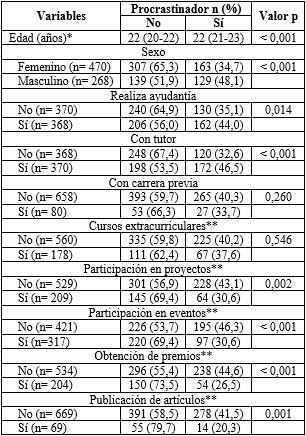 Variables Procrastinador n (%) Valor p
No Sí
Edad (años)* 22 (20-22) 22 (21-23) < 0,001
Sexo
Femenino (n= 470) 307 (65,3) 163 (34,7) < 0,001
Masculino (n= 268) 139 (51,9) 129 (48,1)
Realiza ayudantía
No (n= 370) 240 (64,9) 130 (35,1) 0,014
Sí (n= 368) 206 (56,0) 162 (44,0)
Con tutor
No (n= 368) 248 (67,4) 120 (32,6) < 0,001
Sí (n= 370) 198 (53,5) 172 (46,5)
Con carrera previa
No (n= 658) 393 (59,7) 265 (40,3) 0,260
Sí (n= 80) 53 (66,3) 27 (33,7)
Cursos extracurriculares**
No (n= 560) 335 (59,8) 225 (40,2) 0,546
Sí (n= 178) 111 (62,4) 67 (37,6)
Participación en proyectos**
No (n= 529) 301 (56,9) 228 (43,1) 0,002
Sí (n= 209) 145 (69,4) 64 (30,6)
Participación en eventos**
No (n= 421) 226 (53,7) 195 (46,3) < 0,001
Sí (n=317) 220 (69,4) 97 (30,6)
Obtención de premios**
No (n= 534) 296 (55,4) 238 (44,6) < 0,001
Sí (n= 204) 150 (73,5) 54 (26,5)
Publicación de artículos**
No (n= 669) 391 (58,5) 278 (41,5) 0,001
Sí (n= 69) 55 (79,7) 14 (20,3)